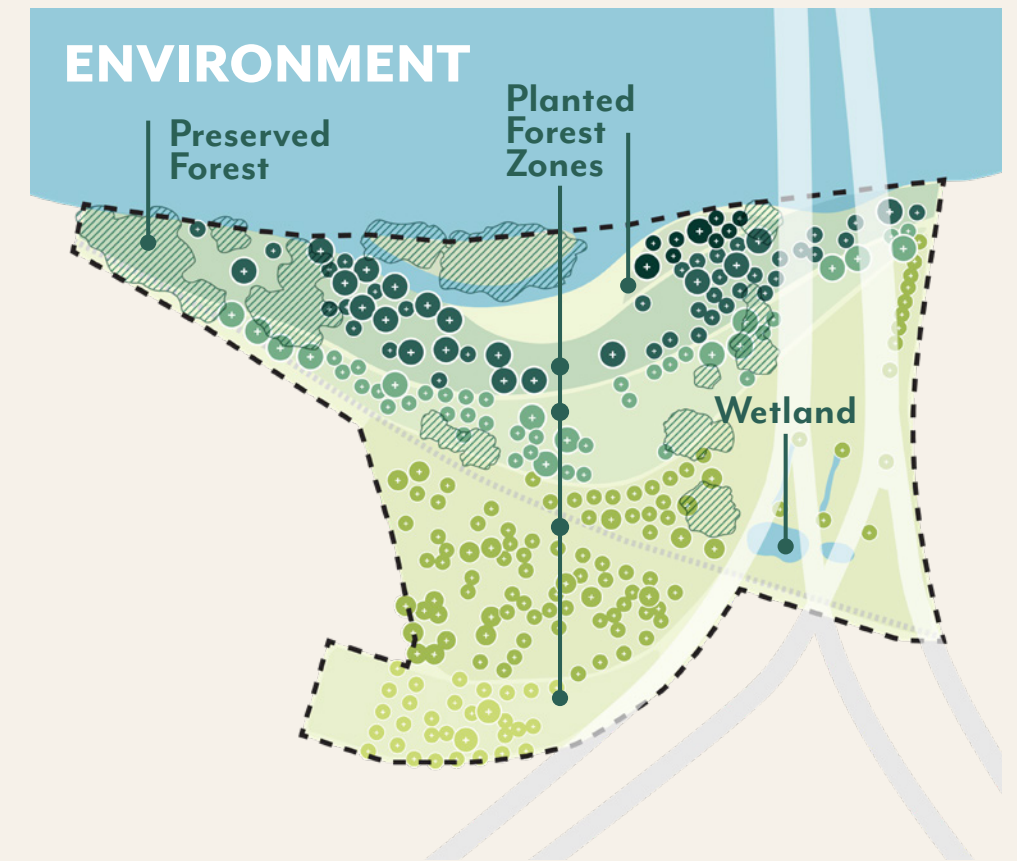 ENVIRONMENT
Preserved
Forest
Planted
Forest
Zones
Wetland